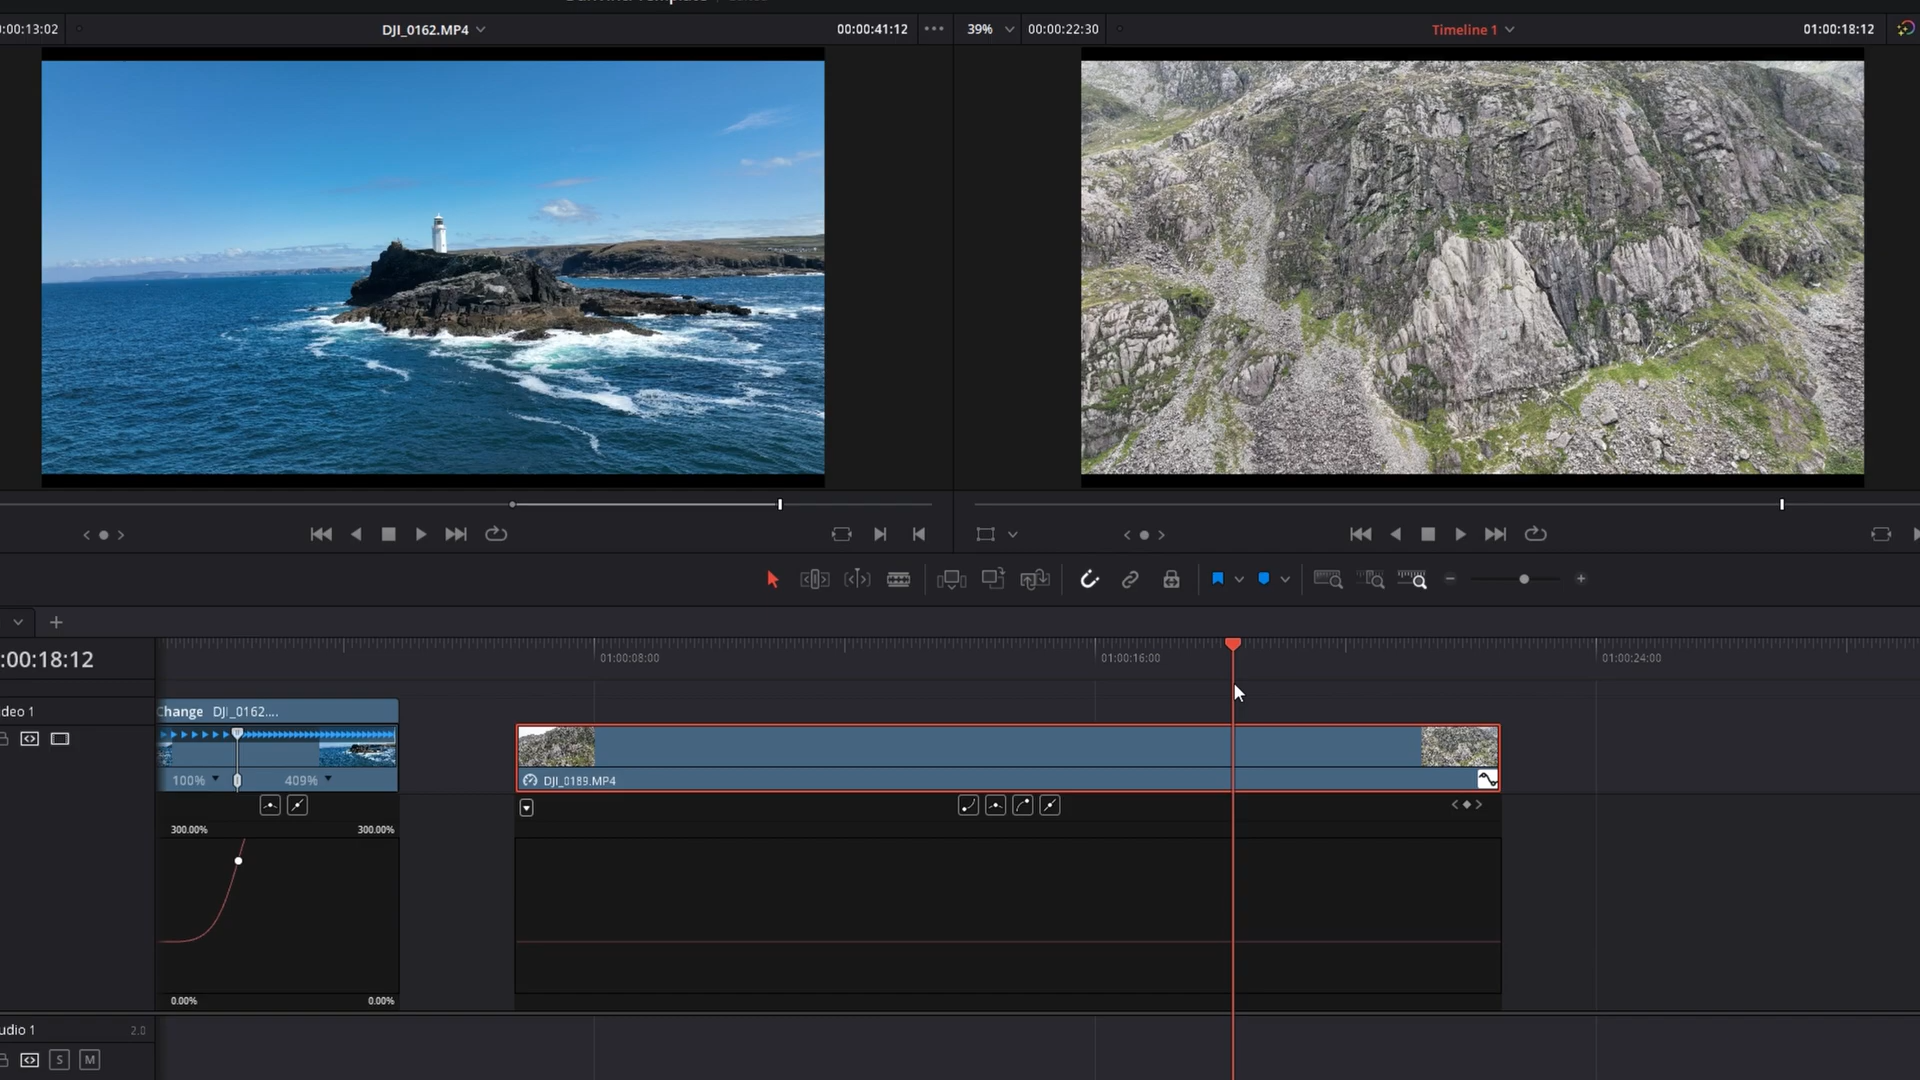 :00:13:02
DJI_0162.MP4
00:00:41:12
39%
00:00:22:30
Timeline 1
01:00:18:12
:00:18:12
01:00:08:00
01:00:16:00
01:00:24:00
deo 1
Change DJI_0162....
100%
409%
DJI_0189.MP4
300.00%
300.00%
0.00%
0.00%
udio 1
2.0
S
M